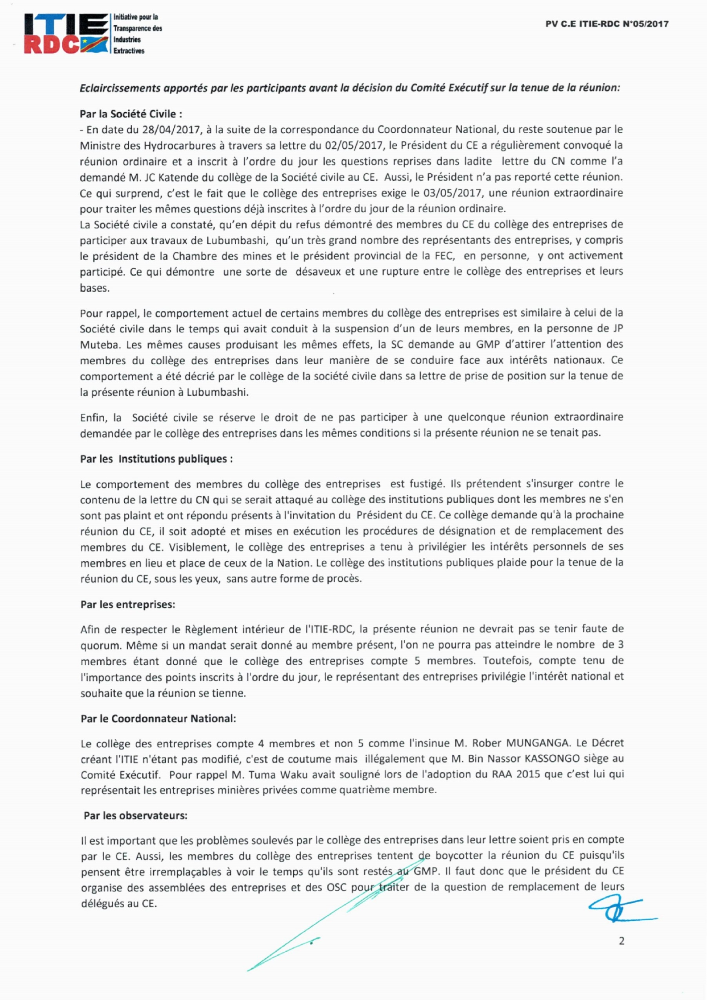 ITIE
RDC
Initiative pour la
Transparence des
Industries
Extractives
PV C.E ITIE-RDC N°05/2017
Eclaircissements apportés par les participants avant la décision du Comité Exécutif sur la tenue de la réunion:
Par la Société Civile :
- En date du 28/04/2017, à la suite de la correspondance du Coordonnateur National, du reste soutenue par le
Ministre des Hydrocarbures à travers sa lettre du 02/05/2017, le Président du CE a régulièrement convoqué la
réunion ordinaire et a inscrit à l’ordre du jour les questions reprises dans ladite lettre du CN comme l’a
demandé M. JC Katende du collège de la Société civile au CE. Aussi, le Président n’a pas reporté cette réunion.
Ce qui surprend, c’est le fait que le collège des entreprises exige le 03/05/2017, une réunion extraordinaire
pour traiter les mêmes questions déjà inscrites à l’ordre du jour de la réunion ordinaire.
La Société civile a constaté, qu’en dépit du refus démontré des membres du CE du collège des entreprises de
participer aux travaux de Lubumbashi, qu’un très grand nombre des représentants des entreprises, y compris
le président de la Chambre des mines et le président provincial de la FEC, en personne, y ont activement
participé. Ce qui démontre une sorte de désaveux et une rupture entre le collège des entreprises et leurs
bases.
Pour rappel, le comportement actuel de certains membres du collège des entreprises est similaire à celui de la
Société civile dans le temps qui avait conduit à la suspension d’un de leurs membres, en la personne de JP
Muteba. Les mêmes causes produisant les mêmes effets, la SC demande au GMP d’attirer l’attention des
membres du collège des entreprises dans leur manière de se conduire face aux intérêts nationaux. Ce
comportement a été décrié par le collège de la société civile dans sa lettre de prise de position sur la tenue de
la présente réunion à Lubumbashi.
Enfin, la Société civile se réserve le droit de ne pas participer à une quelconque réunion extraordinaire
demandée par le collège des entreprises dans les mêmes conditions si la présente réunion ne se tenait pas.
Par les Institutions publiques :
Le comportement des membres du collège des entreprises est fustigé. Ils prétendent s'insurger contre le
contenu de la lettre du CN qui se serait attaqué au collège des institutions publiques dont les membres ne s'en
sont pas plaint et ont répondu présents à l'invitation du Président du CE. Ce collège demande qu'à la prochaine
réunion du CE, il soit adopté et mises en exécution les procédures de désignation et de remplacement des
membres du CE. Visiblement, le collège des entreprises a tenu à privilégier les intérêts personnels de ses
membres en lieu et place de ceux de la Nation. Le collège des institutions publiques plaide pour la tenue de la
réunion du CE, sous les yeux, sans autre forme de procès.
Par les entreprises:
Afin de respecter le Règlement intérieur de l'ITIE-RDC, la présente réunion ne devrait pas se tenir faute de
quorum. Même si un mandat serait donné au membre présent, l'on ne pourra pas atteindre le nombre de 3
membres étant donné que le collège des entreprises compte 5 membres. Toutefois, compte tenu de
l'importance des points inscrits à l'ordre du jour, le représentant des entreprises privilégie l'intérêt national et
souhaite que la réunion se tienne.
Par le Coordonnateur National:
Le collège des entreprises compte 4 membres et non 5 comme l'insinue M. Rober MUNGANGA. Le Décret
créant l'ITIE n'étant pas modifié, c'est de coutume mais illégalement que M. Bin Nassor KASSONGO siège au
Comité Exécutif. Pour rappel M. Tuma Waku avait souligné lors de l'adoption du RAA 2015 que c’est lui qui
représentait les entreprises minières privées comme quatrième membre.
Par les observateurs:
Il est important que les problèmes soulevés par le collège des entreprises dans leur lettre soient pris en compte
par le CE. Aussi, les membres du collège des entreprises tentent de boycotter la réunion du CE puisqu'ils
pensent être irremplaçables à voir le temps qu'ils sont restés au GMP. Il faut donc que le président du CE
organise des assemblées des entreprises et des OSC pour traiter de la question de remplacement de leurs
délégués au CE.
2